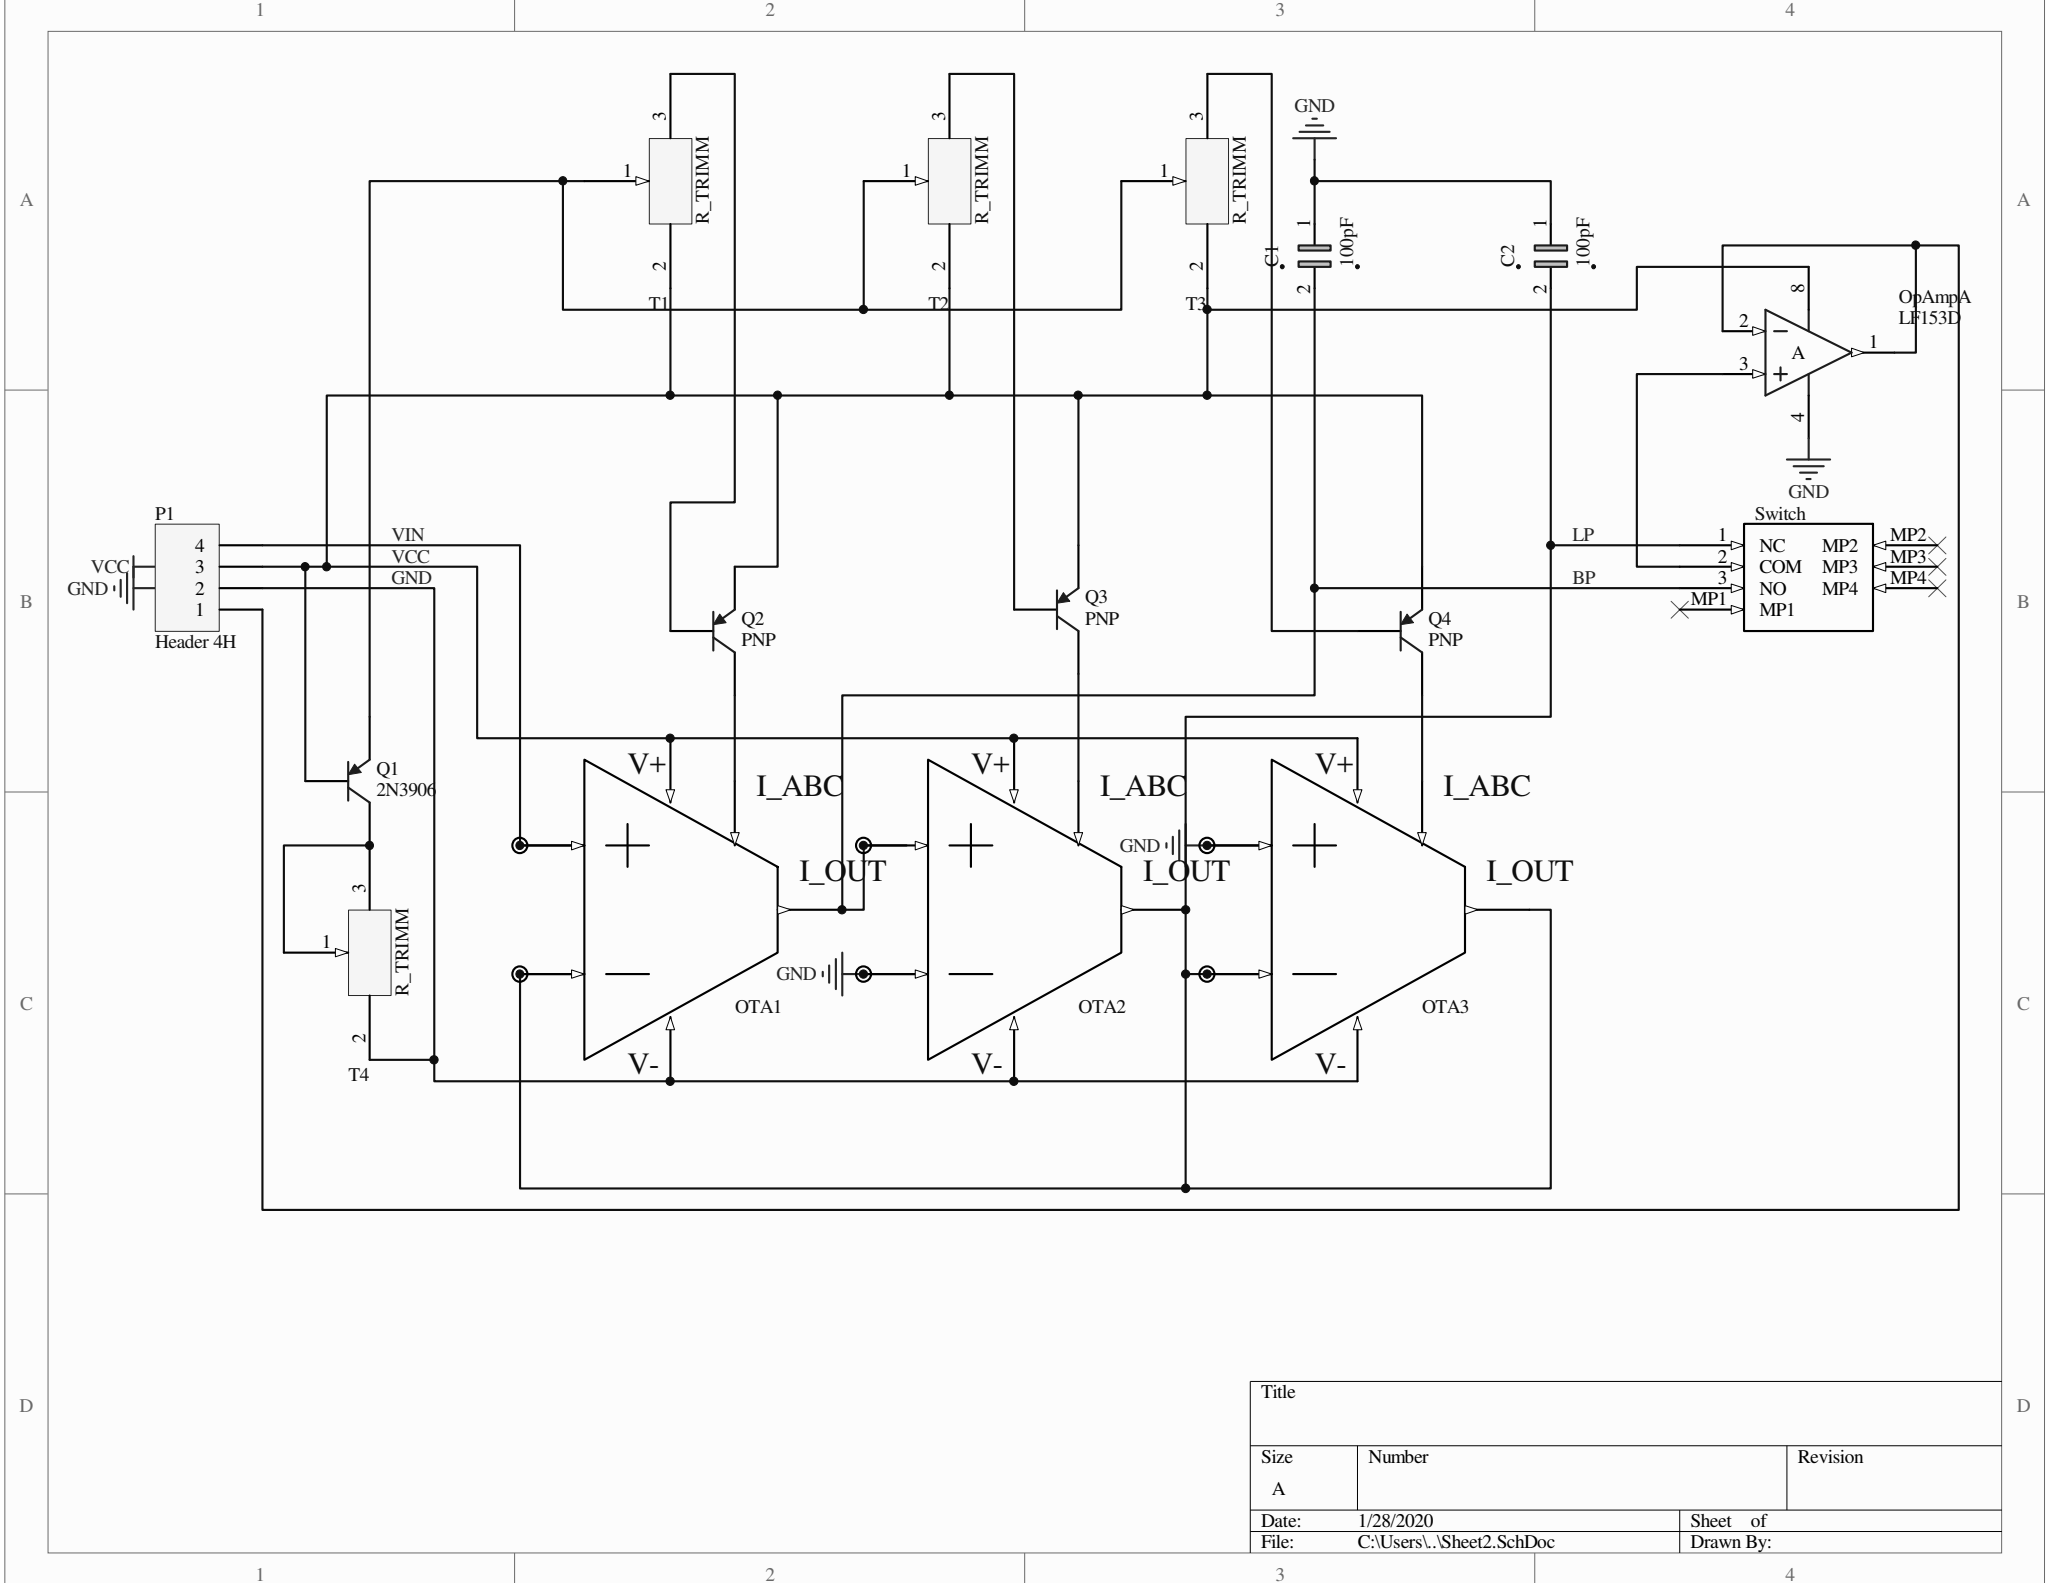 1 2 3 4
A A
B B
C C
D D
1 2 3 4
3
1
R_TRIMM
2
T1
3
1
R_TRIMM
2
T2
3
1
R_TRIMM
2
T3
GND
1
C1
100pF
2
1
C2
100pF
2
OpAmpA
LF153D
8
2
3
A
1
4
GND
P1
4 VIN
VCC 3 VCC
GND 2 GND
1
Header 4H
Q2
PNP
Q3
PNP
Q4
PNP
Switch
LP 1 NC MP2 MP2
2 COM MP3 MP3
BP 3 NO MP4 MP4
MP1 MP1
Q1
2N3906
3
1
R_TRIMM
2
T4
V+ I_ABC
I_OUT
OTA1
V-
V+ I_ABC
I_OUT
GND
OTA2
V-
V+ I_ABC
GND
I_OUT
OTA3
V-
Title
Size Number Revision
A
Date: 1/28/2020 Sheet of
File: C:\Users\..\Sheet2.SchDoc Drawn By: